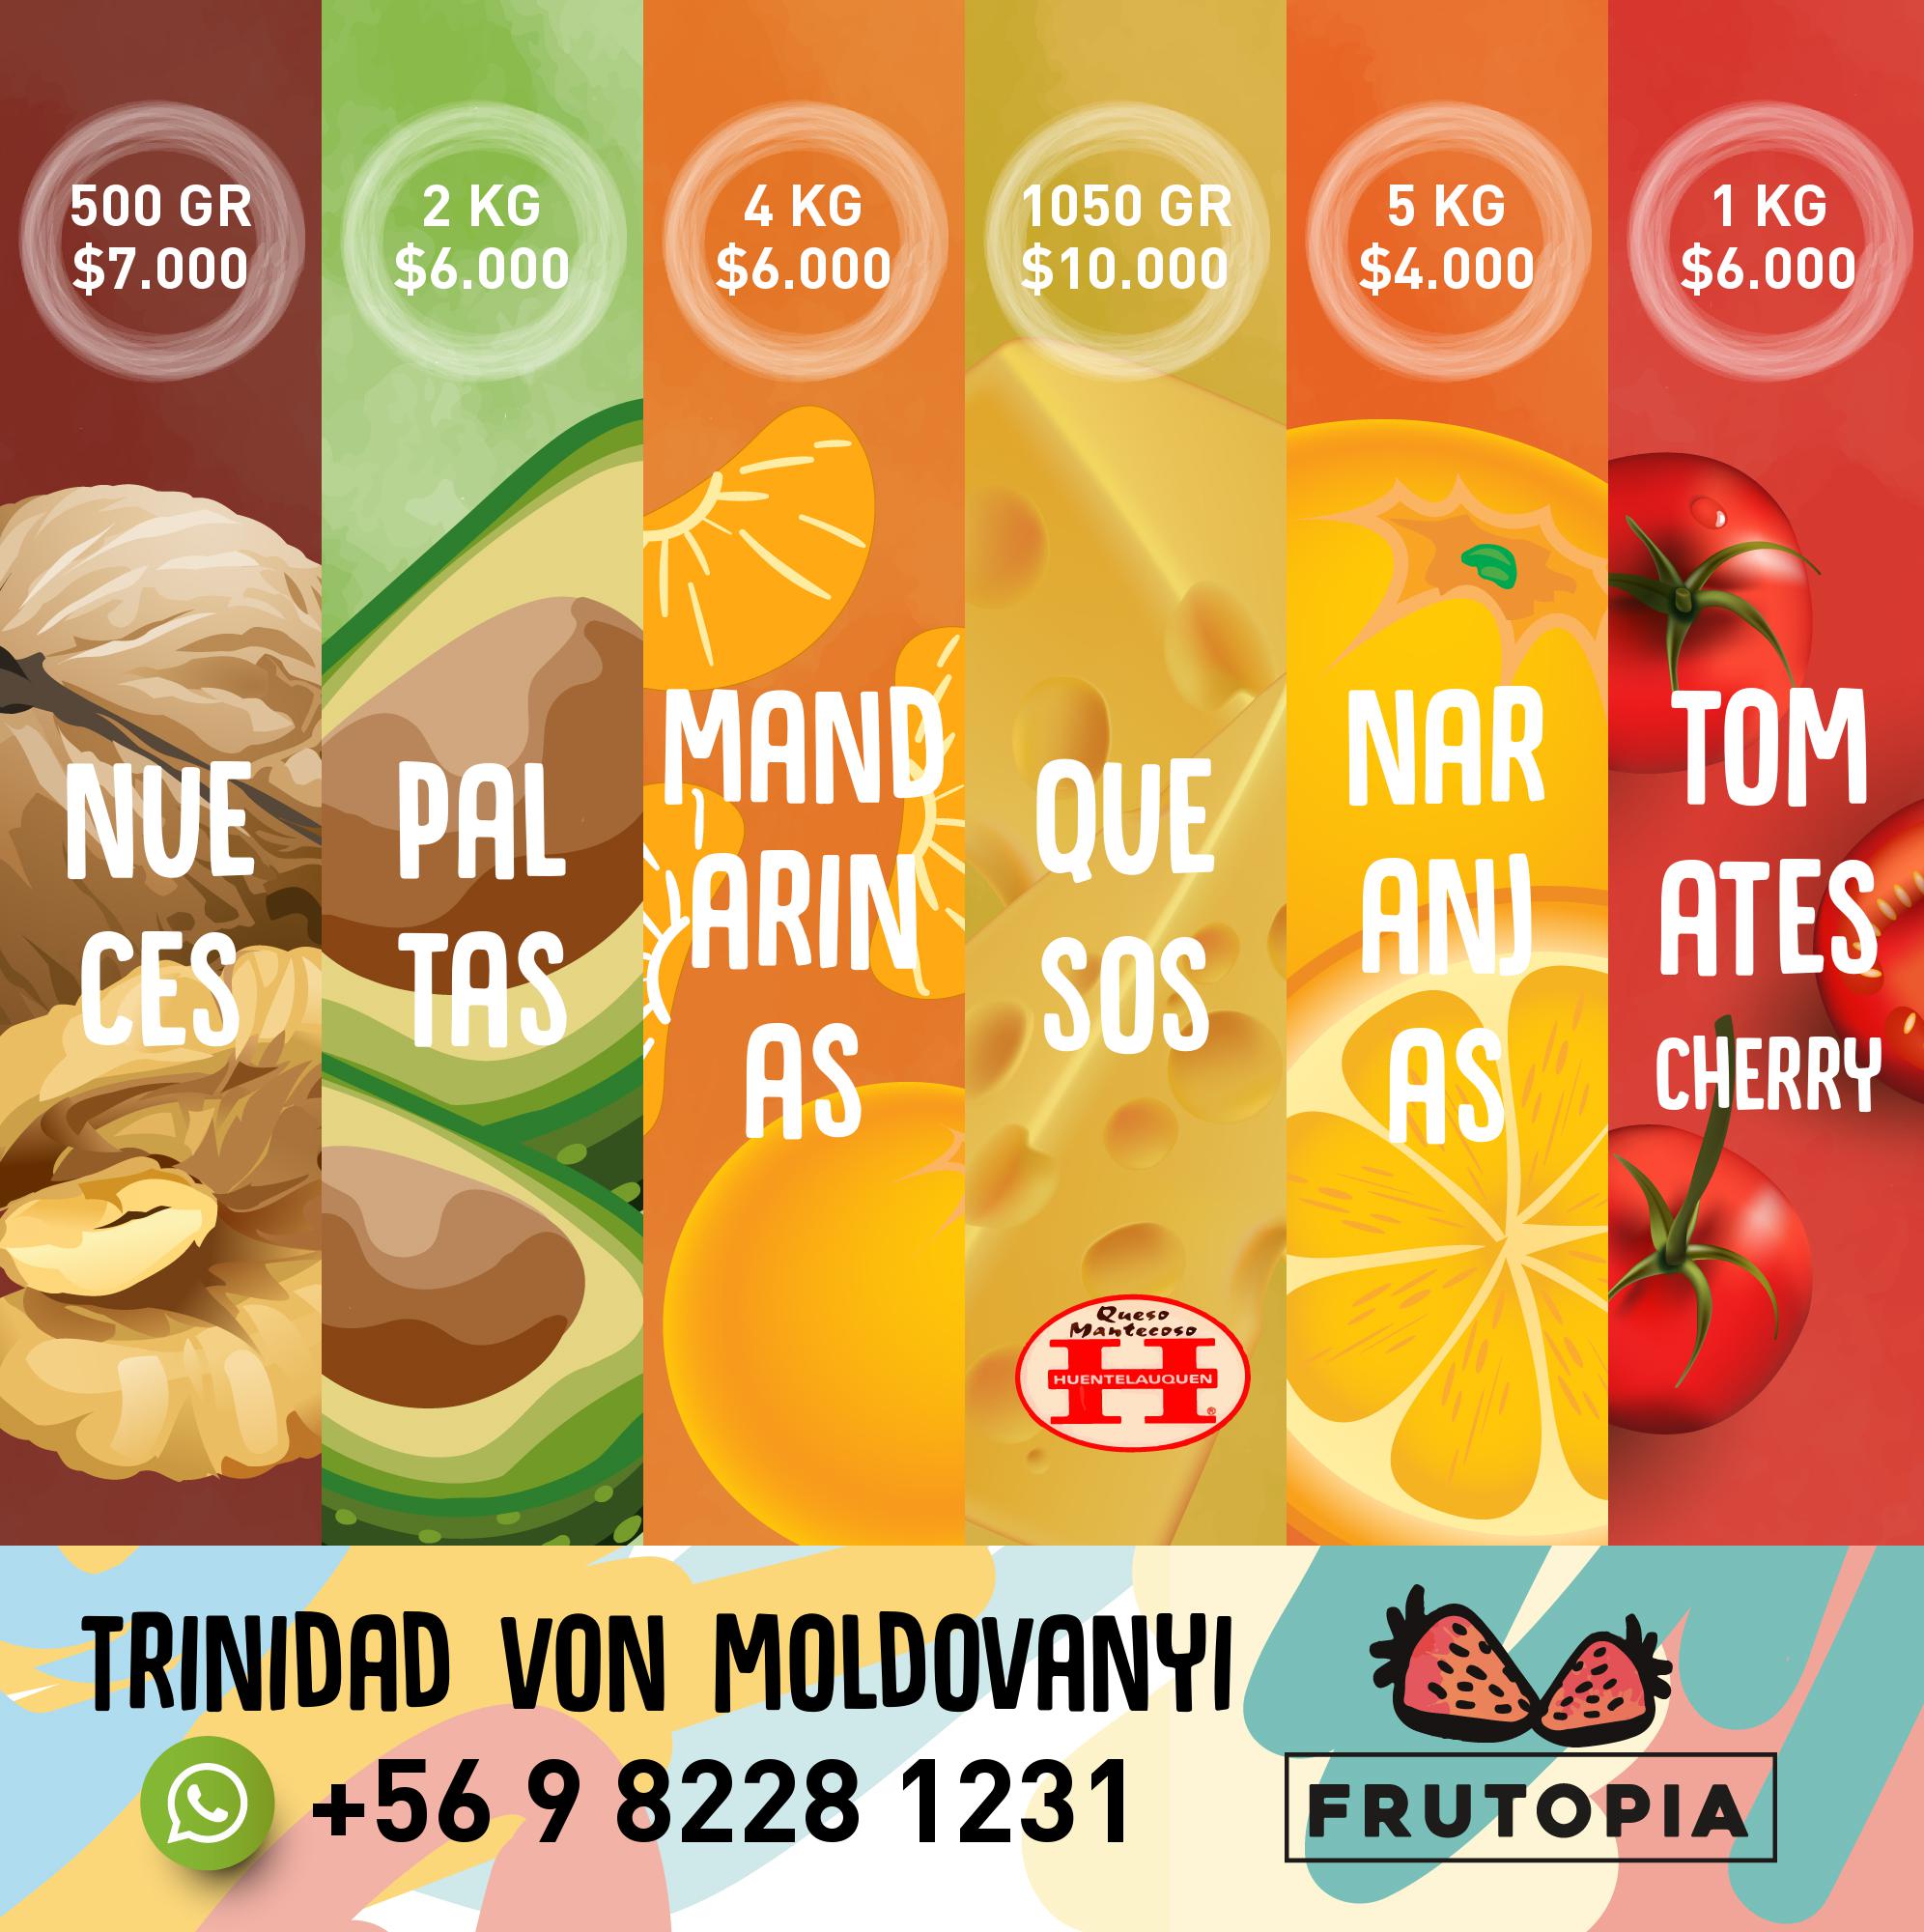 500 GR
$7.000
NUE
CES
2 KG
$6.000
PAL
TAS
4 KG
$6.000
MAND
ARIN
AS
1050 GR
$10.000
QUE
SOS
Queso
Mantecoso
H
HUENTELAUQUEN
®
5 KG
$4.000
NAR
ANJ
AS
1 KG
$6.000
TOM
ATES
CHERRY
TRINIDAD VON MOLDOVANYI
+56 9 8228 1231
FRUTOPIA